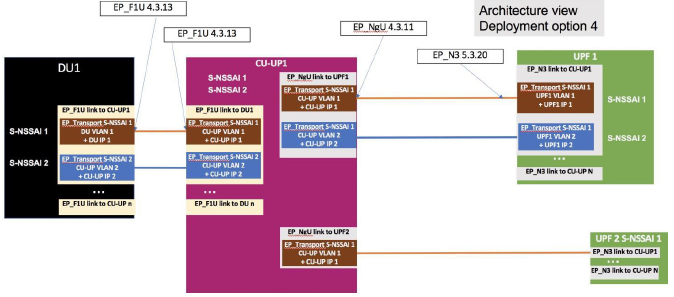 EP_F1U 4.3.13
EP_F1U 4.3.13
EP_NgU 4.3.11
EP_N3 5.3.20
Architecture view
Deployment option 4
DU1
EP_F1U link to CU-UP1
S-NSSAI 1
EP_Transport S-NSSAI 1
DU VLAN 1
+ DU IP 1
S-NSSAI 2
EP_Transport S-NSSAI 2
CU-UP VLAN 2
+ CU-UP IP 2
• • •
EP_F1U link to CU-UP n
CU-UP1
S-NSSAI 1
S-NSSAI 2
EP_F1U link to DU1
EP_Transport S-NSSAI 1
CU-UP VLAN 1
+ CU-UP IP 1
EP_Transport S-NSSAI 2
CU-UP VLAN 2
+ CU-UP IP 2
• • •
EP_F1U link to DU n
EP_NgU link to UPF1
EP_Transport S-NSSAI 1
CU-UP VLAN 1
+ CU-UP IP 1
EP_Transport S-NSSAI 1
CU-UP VLAN 2
+ CU-UP IP 2
EP_NgU link to UPF2
EP_Transport S-NSSAI 1
CU-UP VLAN 1
+ CU-UP IP 1
UPF 1
EP_N3 link to CU-UP1
EP_Transport S-NSSAI 1
UPF1 VLAN 1
+ UPF1 IP 1
S-NSSAI 1
EP_Transport S-NSSAI 1
UPF1 VLAN 2
+ UPF1 IP 2
S-NSSAI 2
• • •
EP_N3 link to CU-UP N
UPF 2 S-NSSAI 1
EP_N3 link to CU-UP1
• • •
EP_N3 link to CU-UP N